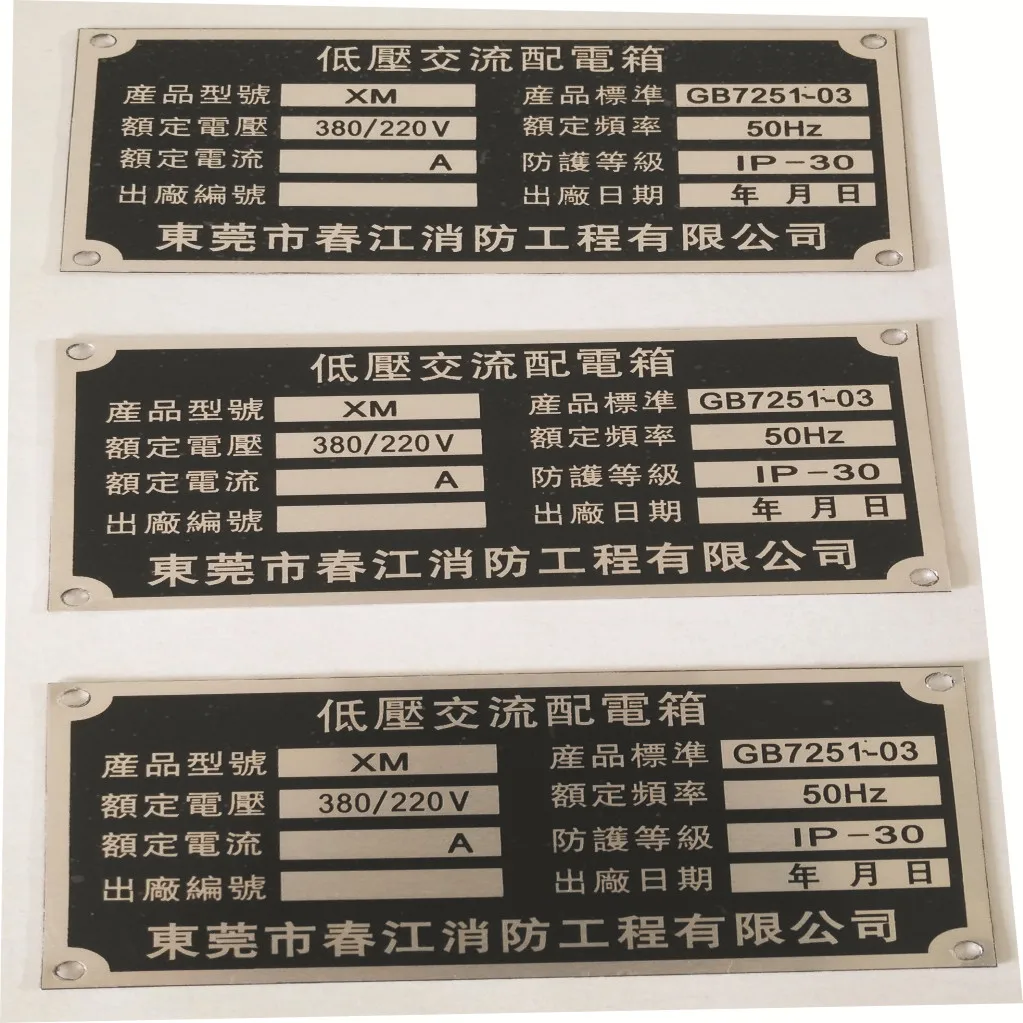 低壓交流配電箱
産品型號 XM 産品標準 GB7251-03
額定電壓 380/220V 額定頻率 50Hz
額定電流 A 防護等級 IP-30
出廠編號 出廠日期 年 月 日
東莞市春江消防工程有限公司
低壓交流配電箱
産品型號 XM 産品標準 GB7251-03
額定電壓 380/220V 額定頻率 50Hz
額定電流 A 防護等級 IP-30
出廠編號 出廠日期 年 月 日
東莞市春江消防工程有限公司
低壓交流配電箱
産品型號 XM 産品標準 GB7251-03
額定電壓 380/220V 額定頻率 50Hz
額定電流 A 防護等級 IP-30
出廠編號 出廠日期 年 月 日
東莞市春江消防工程有限公司